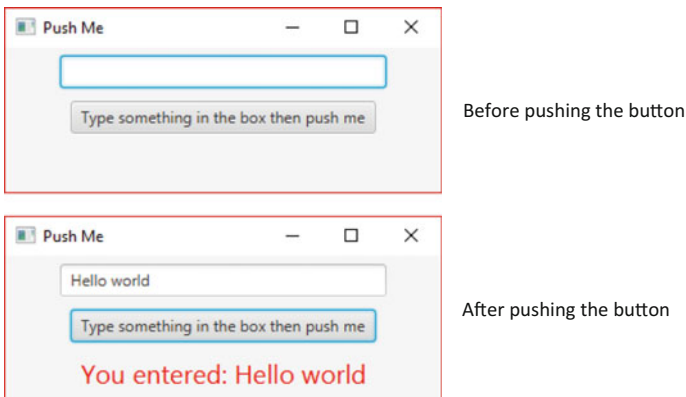 Push Me
Type something in the box then push me
Before pushing the button
Push Me
Hello world
Type something in the box then push me
After pushing the button
You entered: Hello world